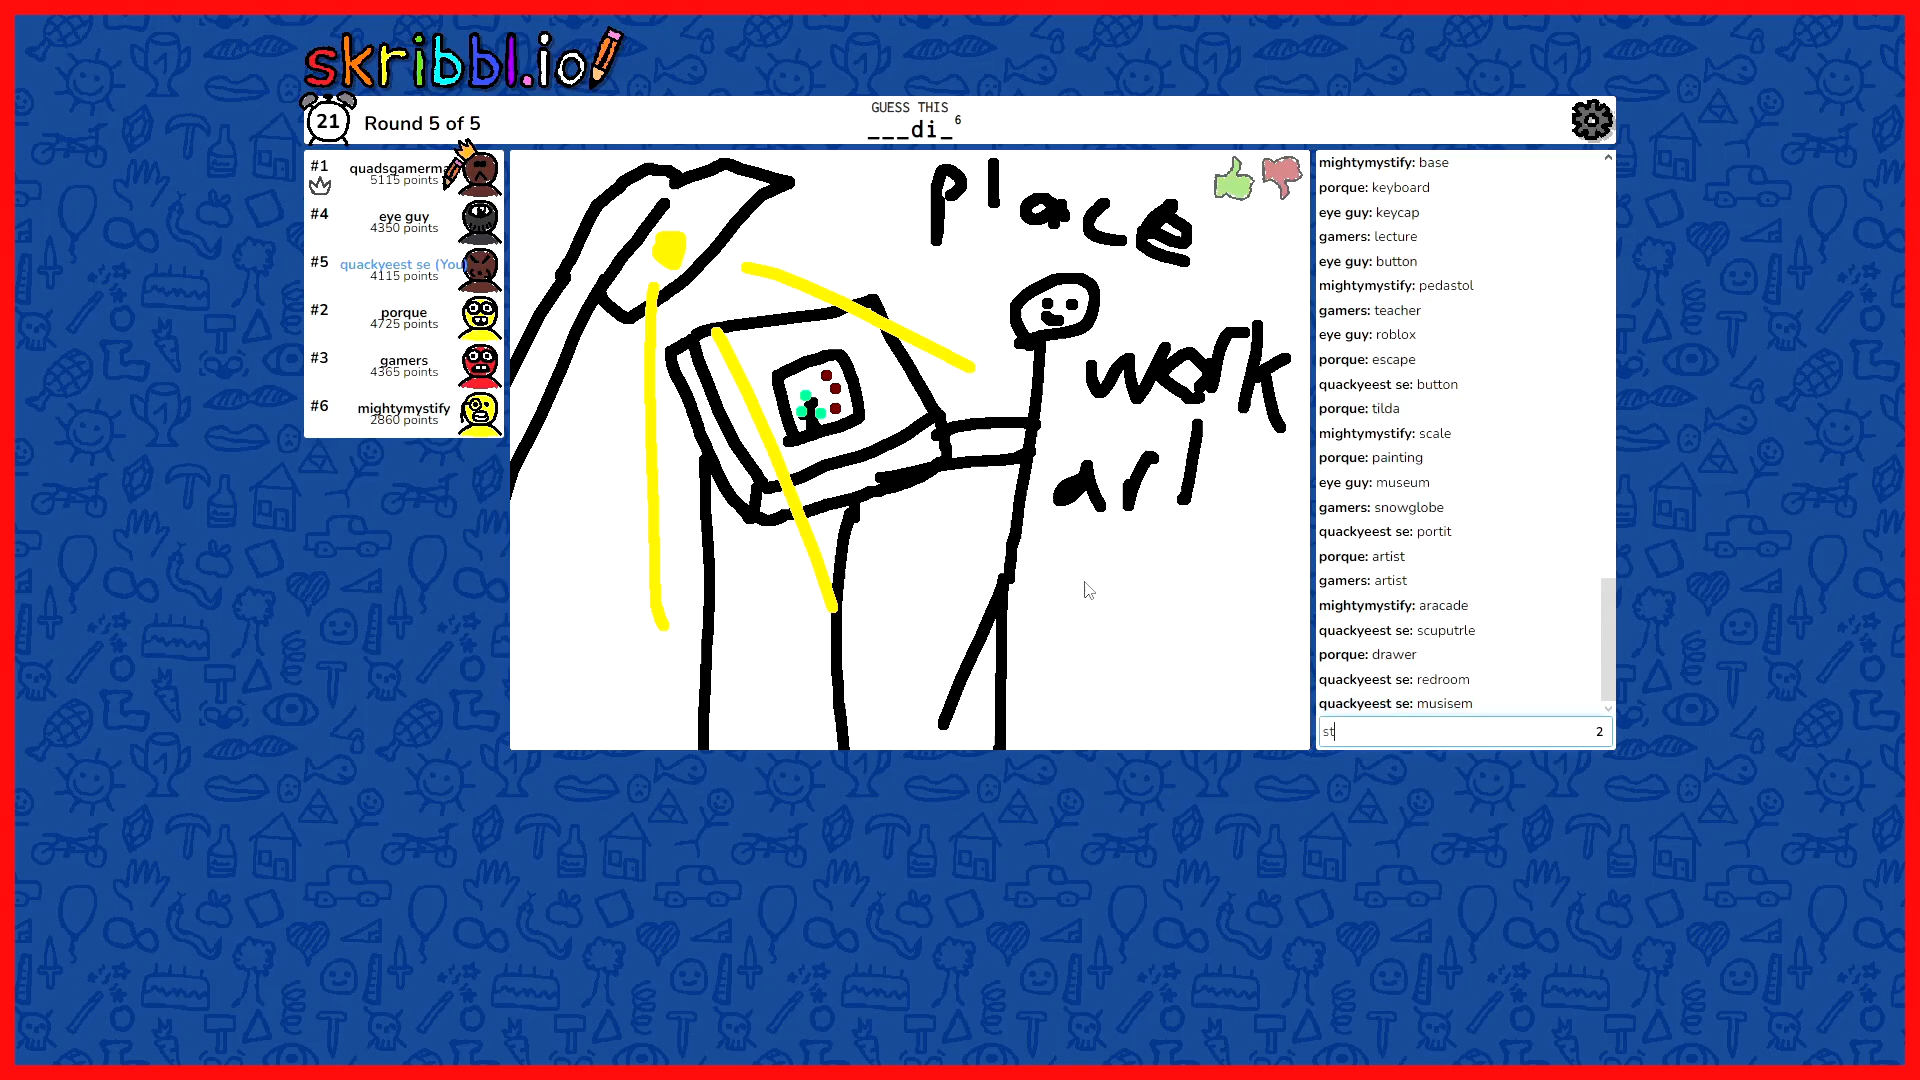 skribbl.io
21
Round 5 of 5
GUESS THIS
___di_ 6
#1
quadsgamerma
5115 points
#4
eye guy
4350 points
#5
quackyeest se (You)
4115 points
#2
porque
4725 points
#3
gamers
4365 points
#6
mightymystify
2860 points
place
work
art
mightymystify: base
porque: keyboard
eye guy: keycap
gamers: lecture
eye guy: button
mightymystify: pedastol
gamers: teacher
eye guy: roblox
porque: escape
quackyeest se: button
porque: tilda
mightymystify: scale
porque: painting
eye guy: museum
gamers: snowglobe
quackyeest se: portit
porque: artist
gamers: artist
mightymystify: aracade
quackyeest se: scuputrle
porque: drawer
quackyeest se: redroom
quackyeest se: musisem
st
2